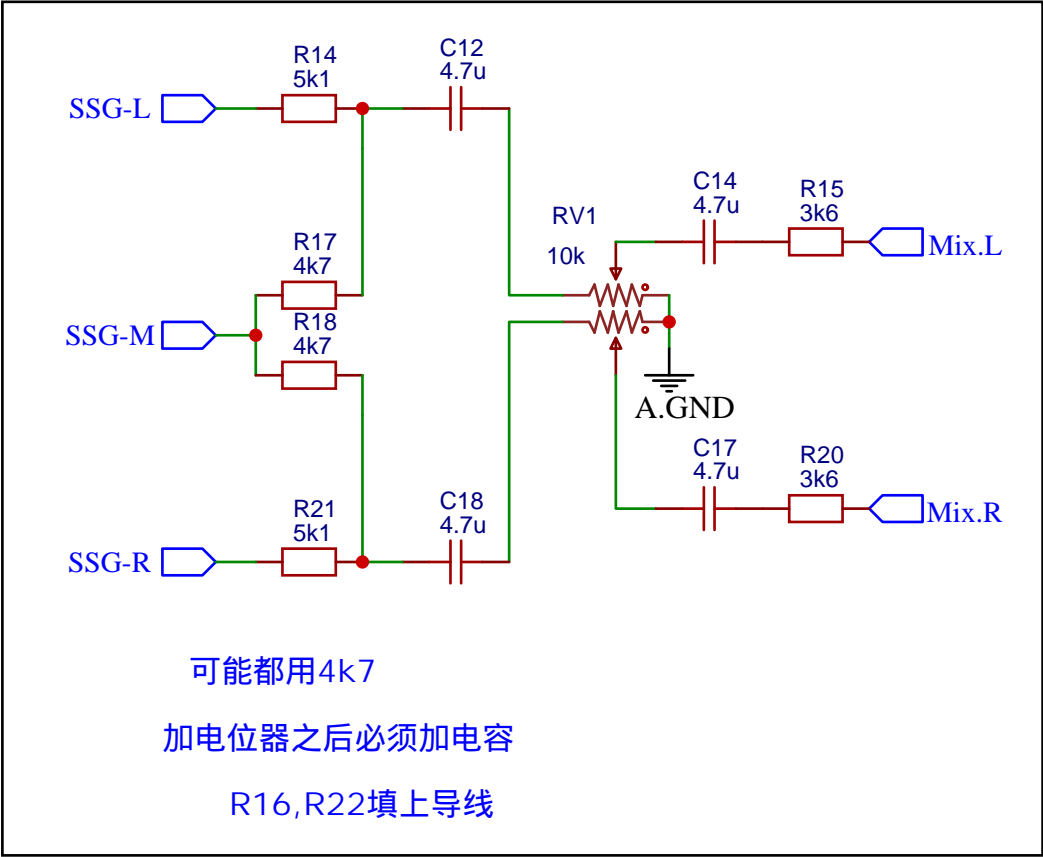 R14
5k1
C12
4.7u
SSG-L
C14
4.7u
R15
3k6
RV1
10k
Mix.L
R17
4k7
SSG-M
R18
4k7
A.GND
C17
4.7u
R20
3k6
Mix.R
R21
5k1
C18
4.7u
SSG-R
可能都用4k7
加电位器之后必须加电容
R16,R22填上导线